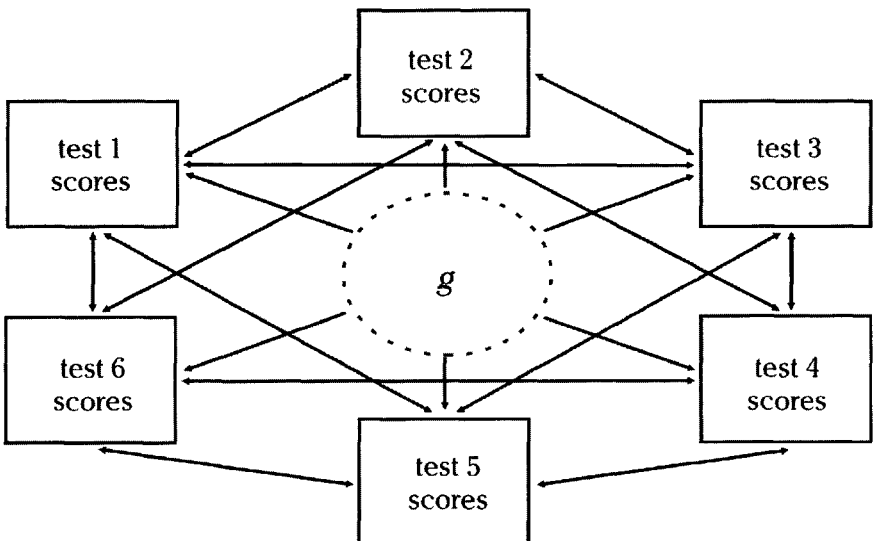 test 2
scores
test 1
scores
test 3
scores
g
test 6
scores
test 4
scores
test 5
scores